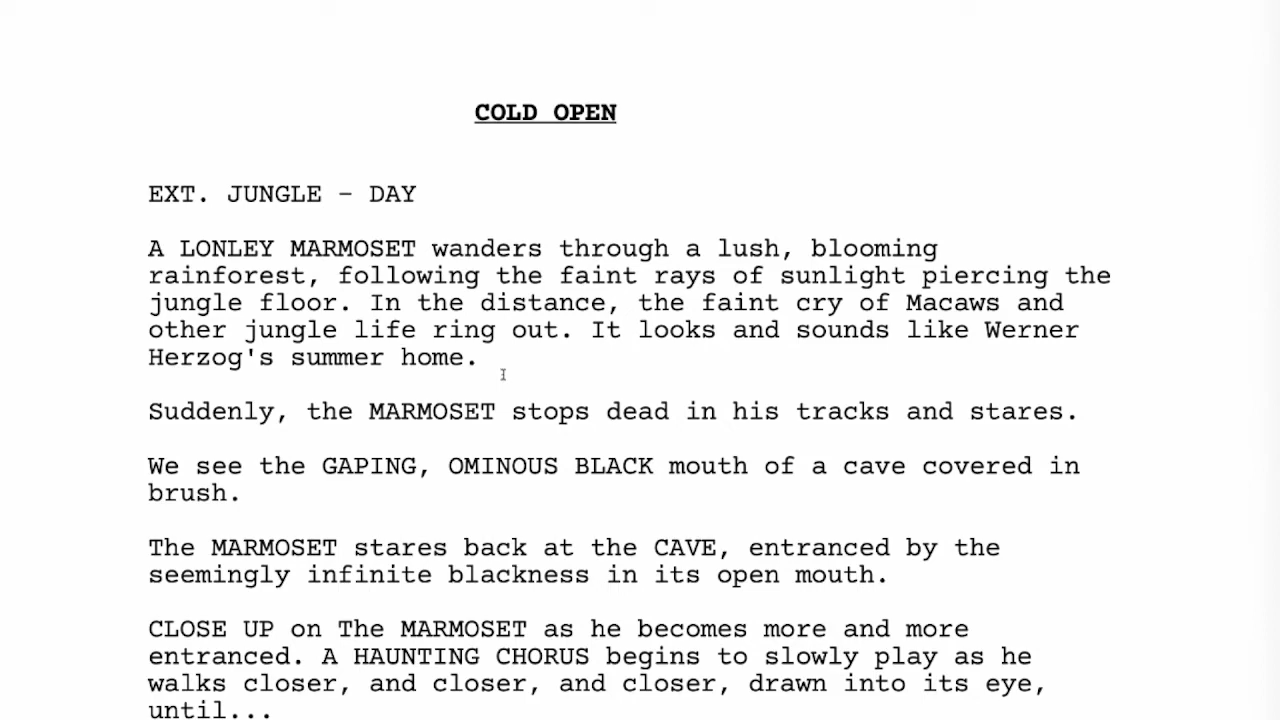 COLD OPEN
EXT. JUNGLE – DAY
A LONLEY MARMOSET wanders through a lush, blooming
rainforest, following the faint rays of sunlight piercing the
jungle floor. In the distance, the faint cry of Macaws and
other jungle life ring out. It looks and sounds like Werner
Herzog's summer home.
Suddenly, the MARMOSET stops dead in his tracks and stares.
We see the GAPING, OMINOUS BLACK mouth of a cave covered in
brush.
The MARMOSET stares back at the CAVE, entranced by the
seemingly infinite blackness in its open mouth.
CLOSE UP on The MARMOSET as he becomes more and more
entranced. A HAUNTING CHORUS begins to slowly play as he
walks closer, and closer, and closer, drawn into its eye,
until...